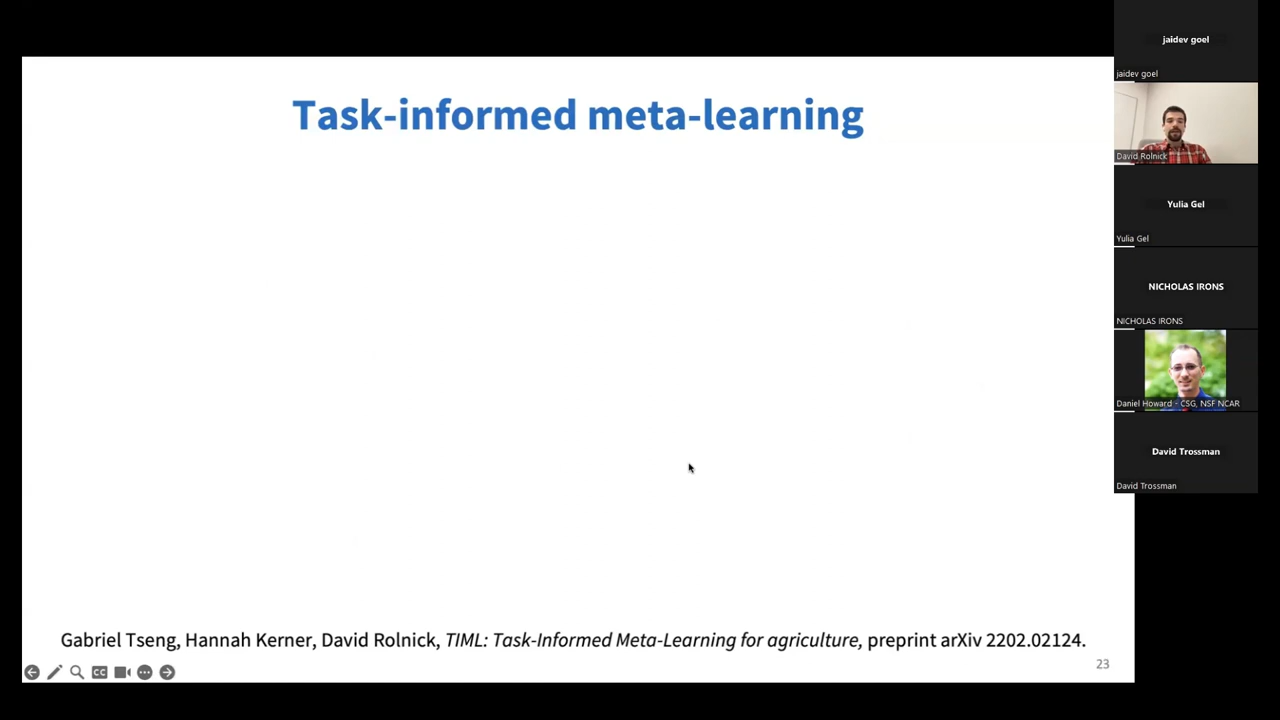 Task-informed meta-learning
Gabriel Tseng, Hannah Kerner, David Rolnick, TIML: Task-Informed Meta-Learning for agriculture, preprint arXiv 2202.02124.
23
CC
jaidev goel
jaidev goel
David Rolnick
Yulia Gel
Yulia Gel
NICHOLAS IRONS
NICHOLAS IRONS
Daniel Howard - CSG, NSF NCAR
David Trossman
David Trossman